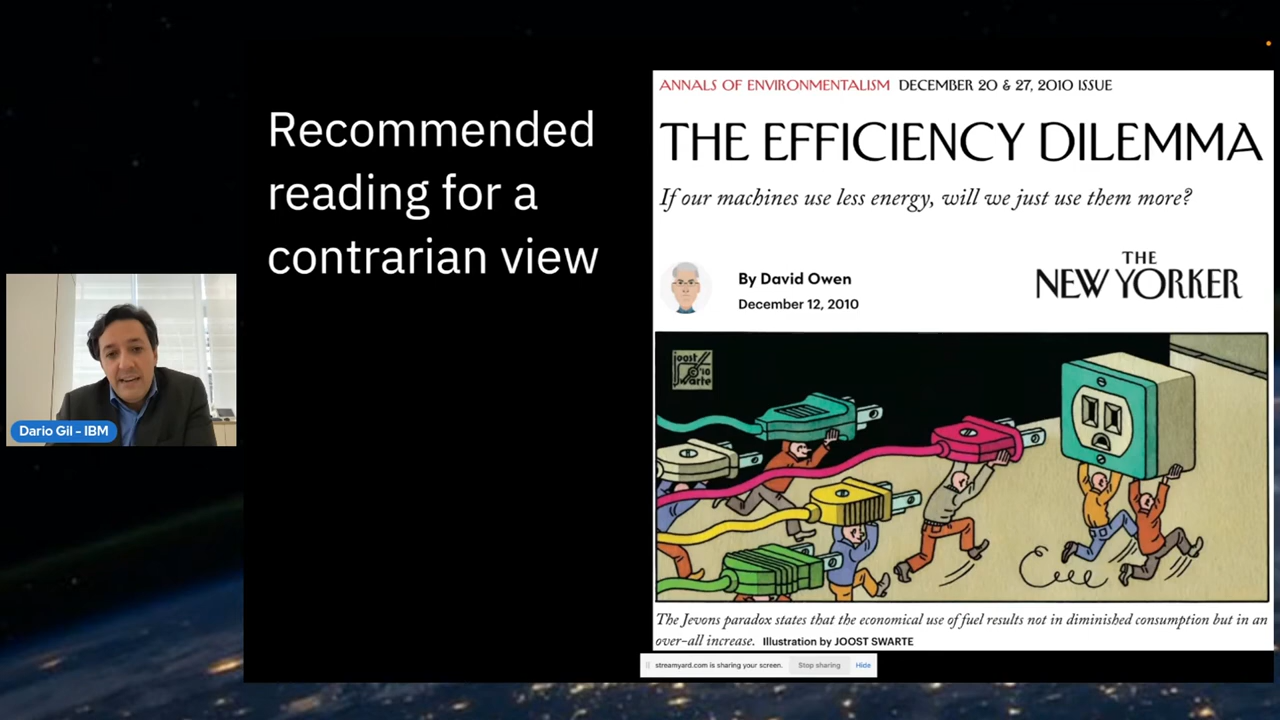 Recommended
reading for a
contrarian view
Dario Gil - IBM
ANNALS OF ENVIRONMENTALISM DECEMBER 20 & 27, 2010 ISSUE
THE EFFICIENCY DILEMMA
If our machines use less energy, will we just use them more?
By David Owen
December 12, 2010
THE
NEW YORKER
joost
©'10
swarte
The Jevons paradox states that the economical use of fuel results not in diminished consumption but in an
over-all increase. Illustration by JOOST SWARTE
streamyard.com is sharing your screen. Stop sharing Hide